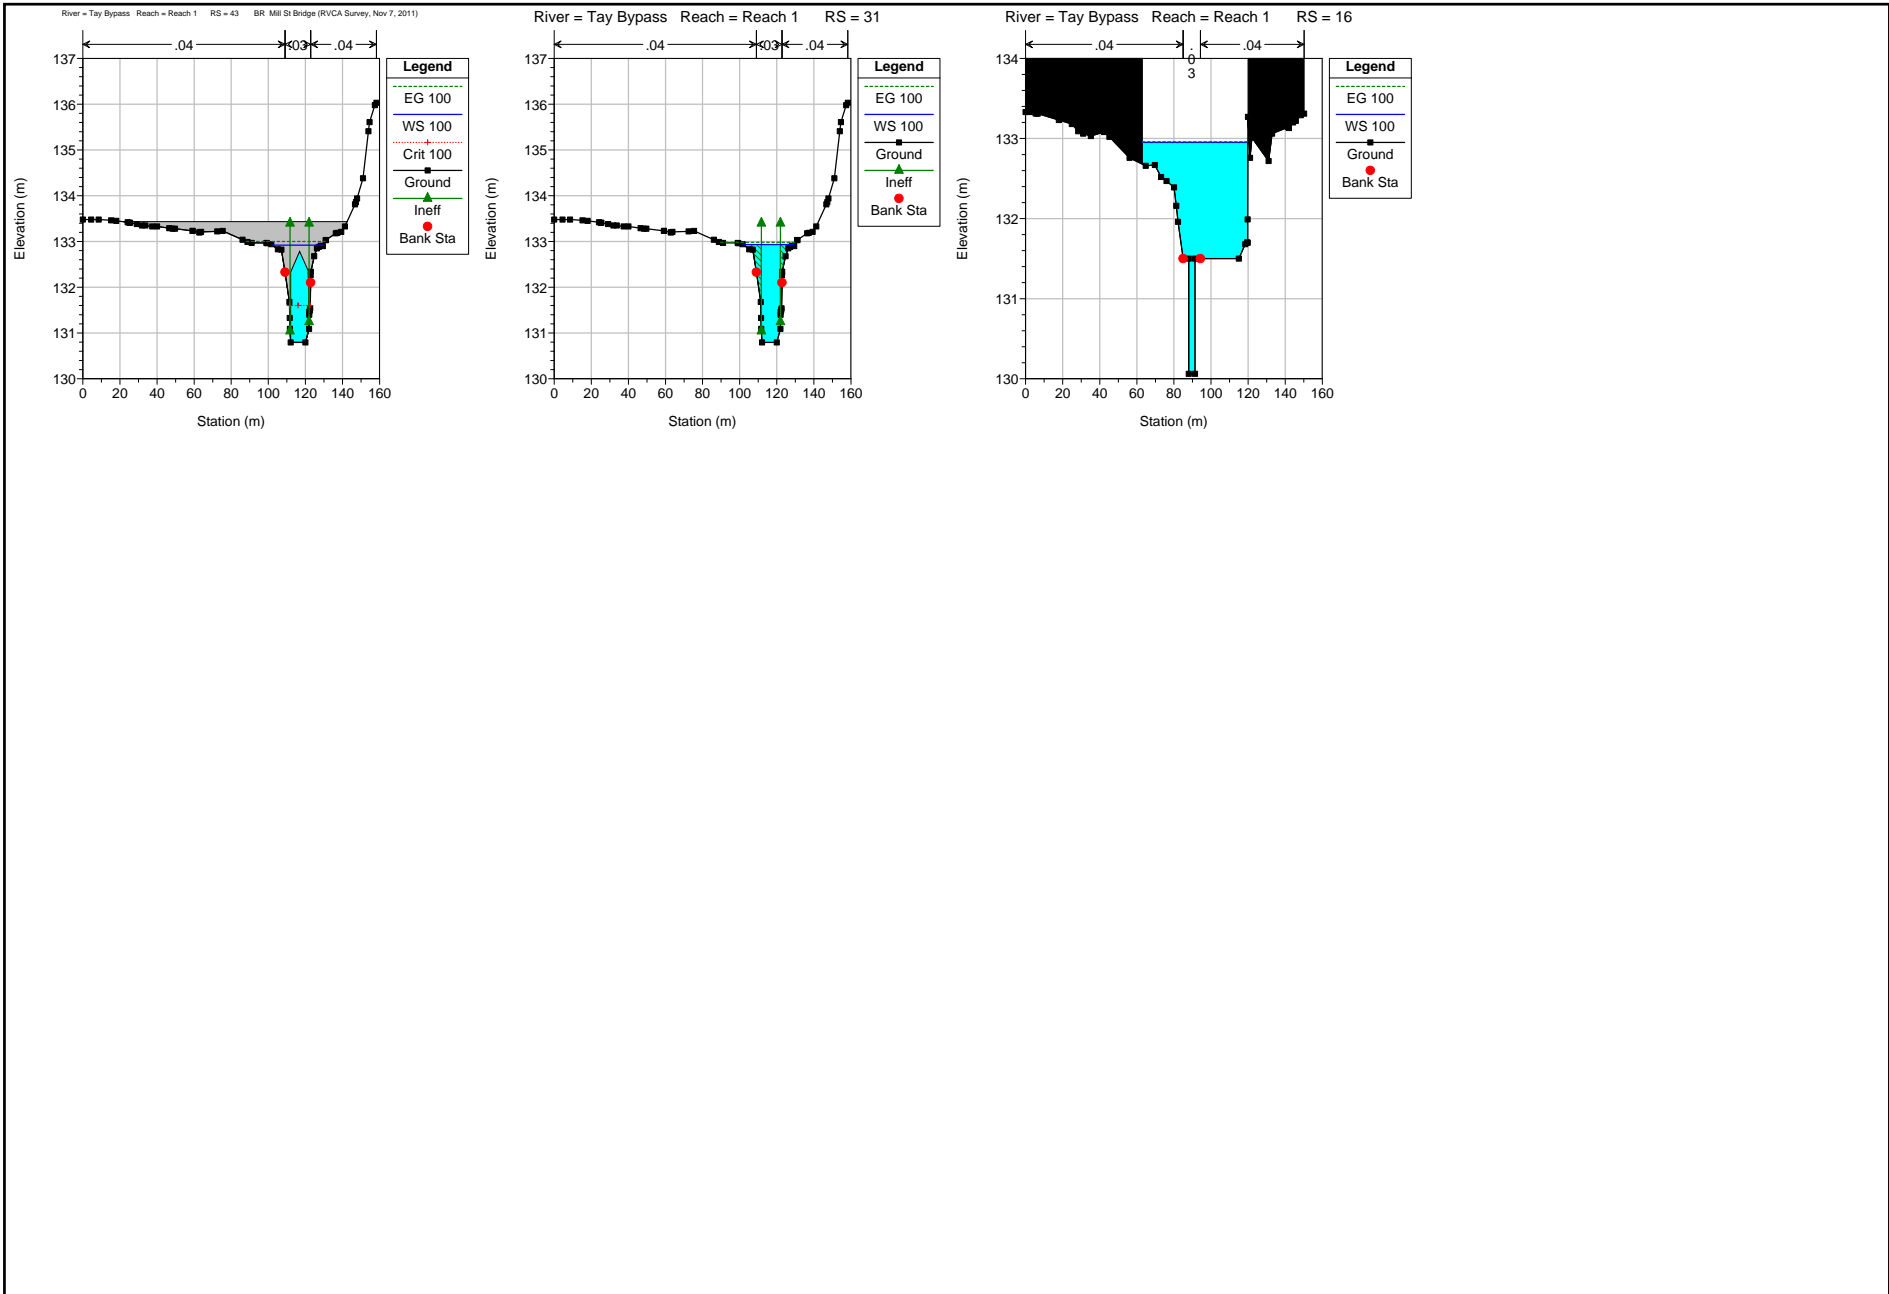 River = Tay Bypass   Reach = Reach 1   RS = 43   BR  Mill St Bridge (RVCA Survey, Nov 7, 2011)
.04 .03 .04
137
136
135
134
133
132
131
130
0 20 40 60 80 100 120 140 160
Station (m)
Elevation (m)
Legend
EG 100
WS 100
Crit 100
Ground
Ineff
Bank Sta
River = Tay Bypass   Reach = Reach 1   RS = 31
.04 .03 .04
137
136
135
134
133
132
131
130
0 20 40 60 80 100 120 140 160
Station (m)
Elevation (m)
Legend
EG 100
WS 100
Ground
Ineff
Bank Sta
River = Tay Bypass   Reach = Reach 1   RS = 16
.04 .03 .04
134
133
132
131
130
0 20 40 60 80 100 120 140 160
Station (m)
Elevation (m)
Legend
EG 100
WS 100
Ground
Bank Sta